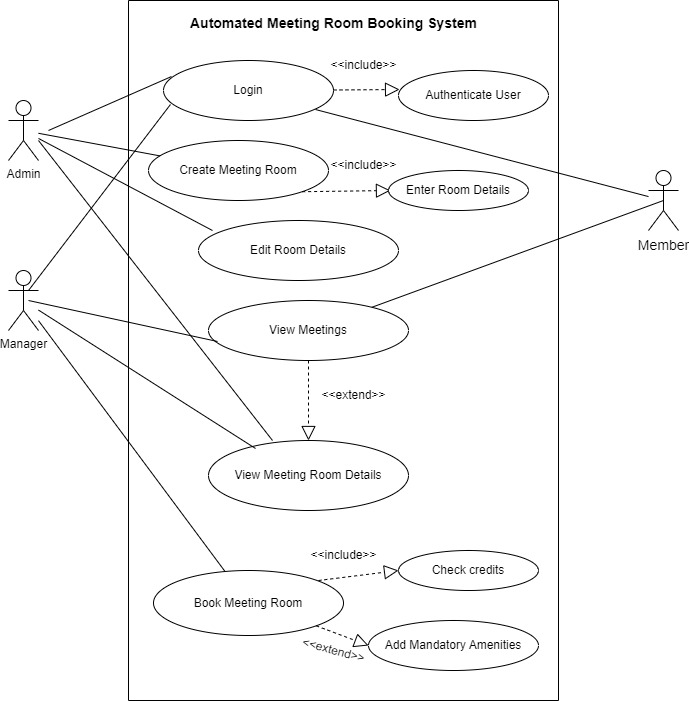 Automated Meeting Room Booking System
<<include>>
Login
Authenticate User
Admin
Create Meeting Room
<<include>>
Enter Room Details
Member
Edit Room Details
Manager
View Meetings
<<extend>>
View Meeting Room Details
<<include>>
Check credits
Book Meeting Room
<<extend>>
Add Mandatory Amenities